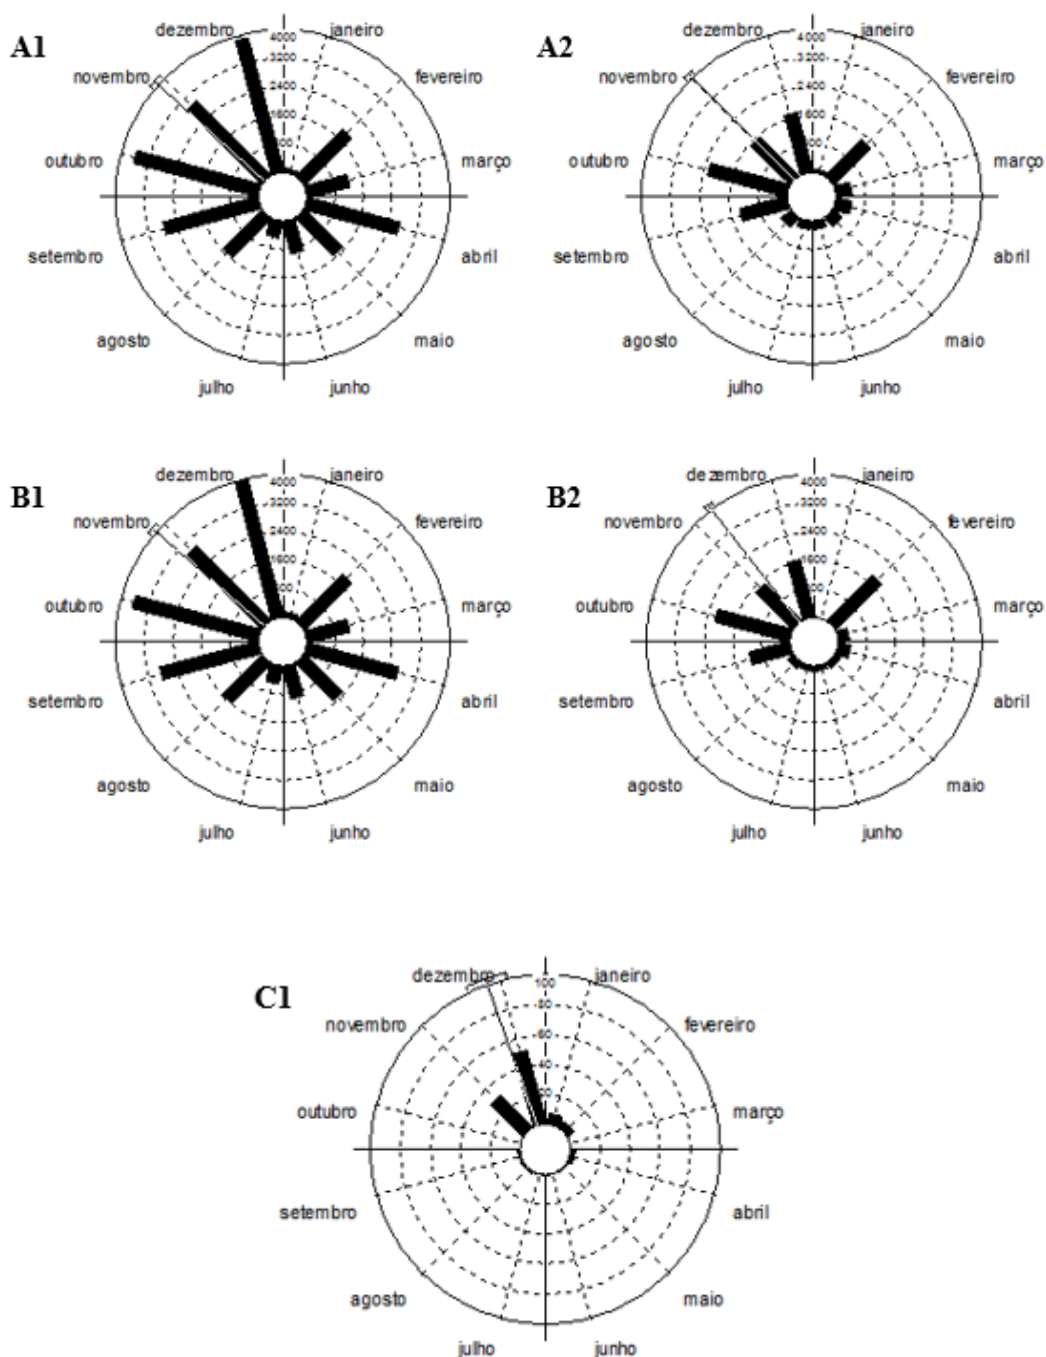 A1
dezembro
janeiro
novembro
fevereiro
outubro
março
setembro
abril
agosto
maio
julho
junho
4000
3200
2400
1600
A2
dezembro
janeiro
novembro
fevereiro
outubro
março
setembro
abril
agosto
maio
julho
junho
4000
3200
2400
1600
B1
dezembro
janeiro
novembro
fevereiro
outubro
março
setembro
abril
agosto
maio
julho
junho
4000
3200
2400
1600
B2
dezembro
janeiro
novembro
fevereiro
outubro
março
setembro
abril
agosto
maio
julho
junho
4000
3200
2400
1600
C1
dezembro
janeiro
novembro
fevereiro
outubro
março
setembro
abril
agosto
maio
julho
junho
100
80
60
40